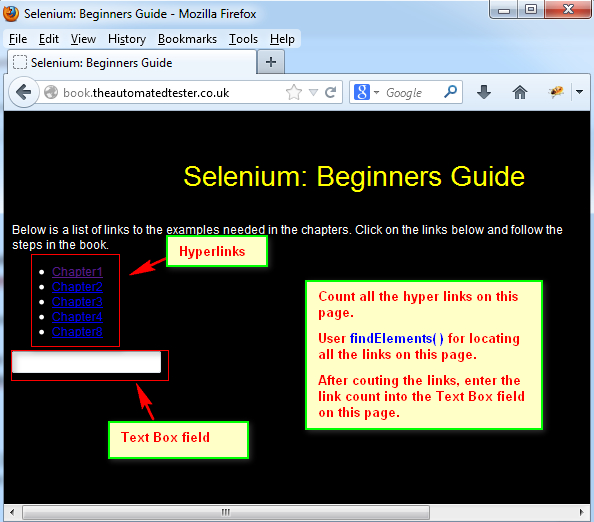 Selenium: Beginners Guide - Mozilla Firefox
File Edit View History Bookmarks Tools Help
Selenium: Beginners Guide
book.theautomatedtester.co.uk
Google
Selenium: Beginners Guide
Below is a list of links to the examples needed in the chapters. Click on the links below and follow the
steps in the book.
Hyperlinks
Chapter1
Chapter2
Chapter3
Chapter4
Chapter8
Count all the hyper links on this
page.
User findElements( ) for locating
all the links on this page.
After couting the links, enter the
link count into the Text Box field
on this page.
Text Box field